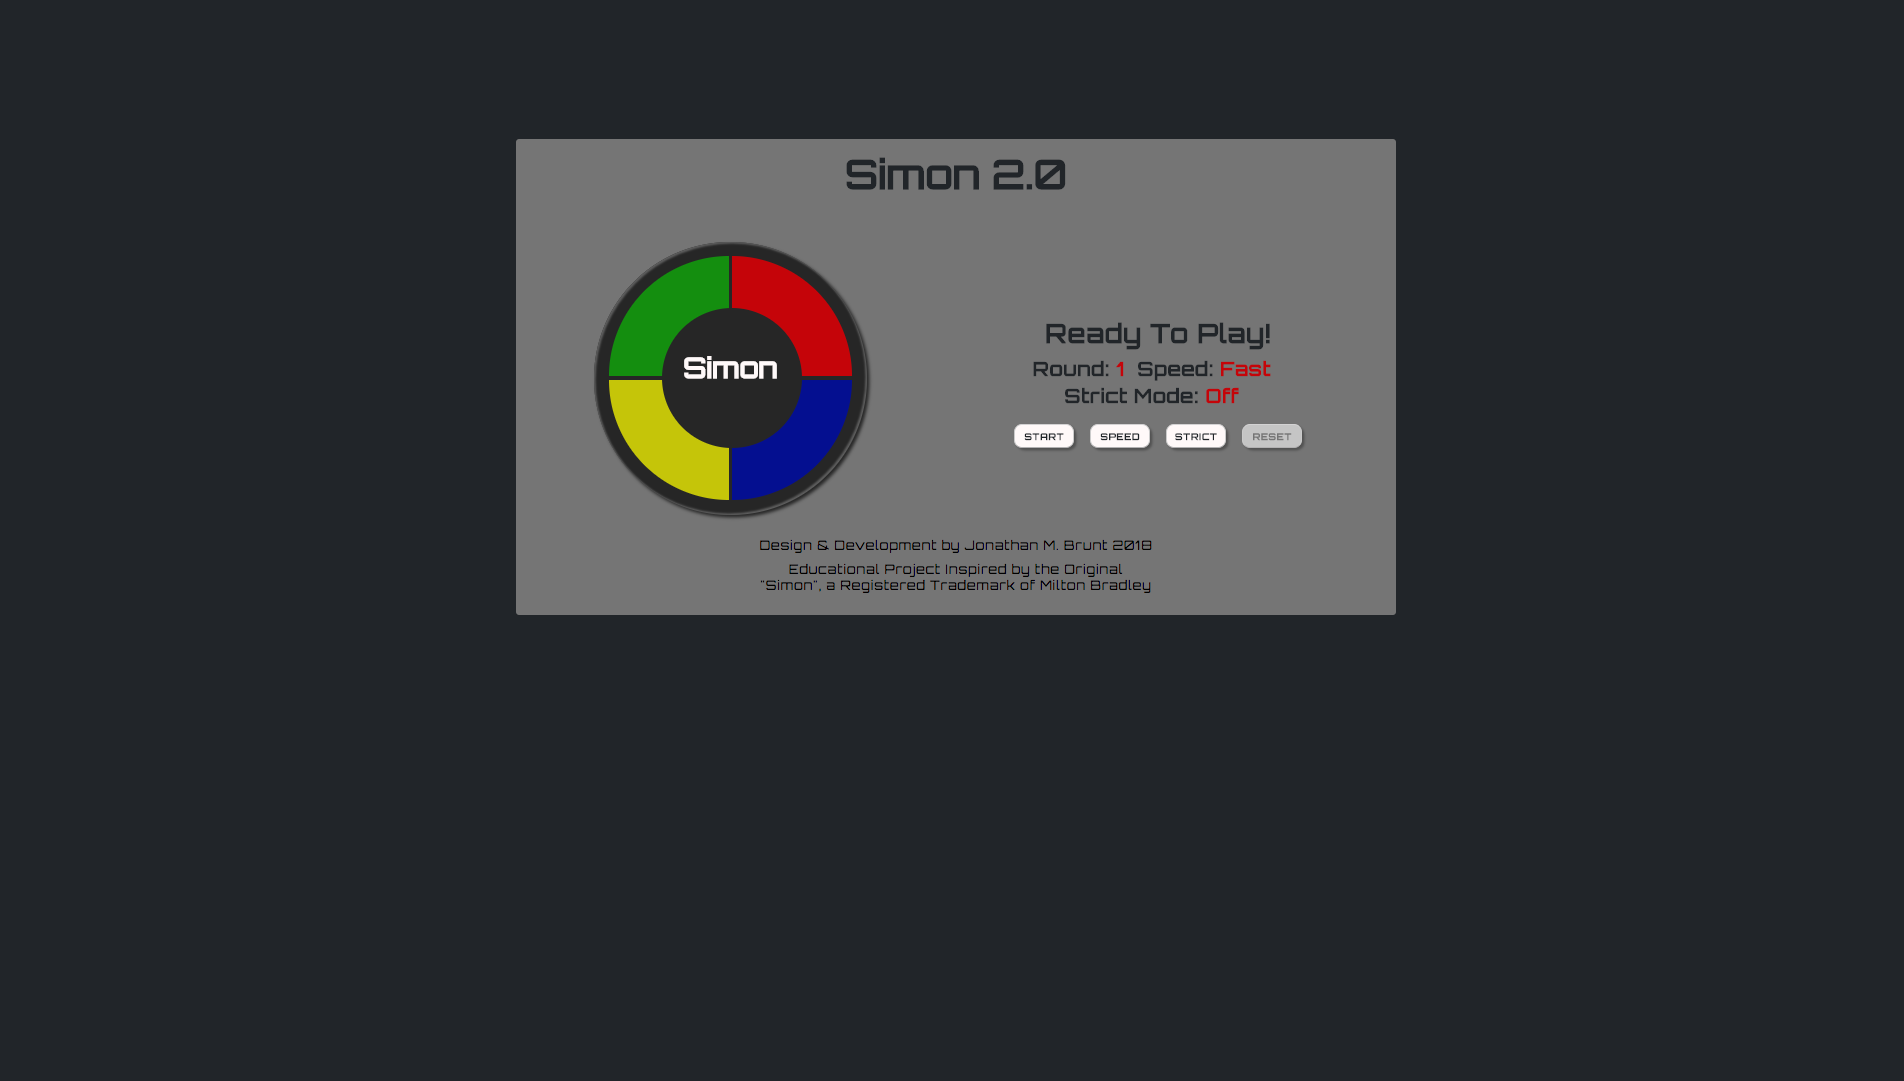 Simon 2.0
Simon
Ready To Play!
Round: 1 Speed: Fast
Strict Mode: Off
START SPEED STRICT RESET
Design & Development by Jonathan M. Brunt 2018
Educational Project Inspired by the Original
"Simon", a Registered Trademark of Milton Bradley